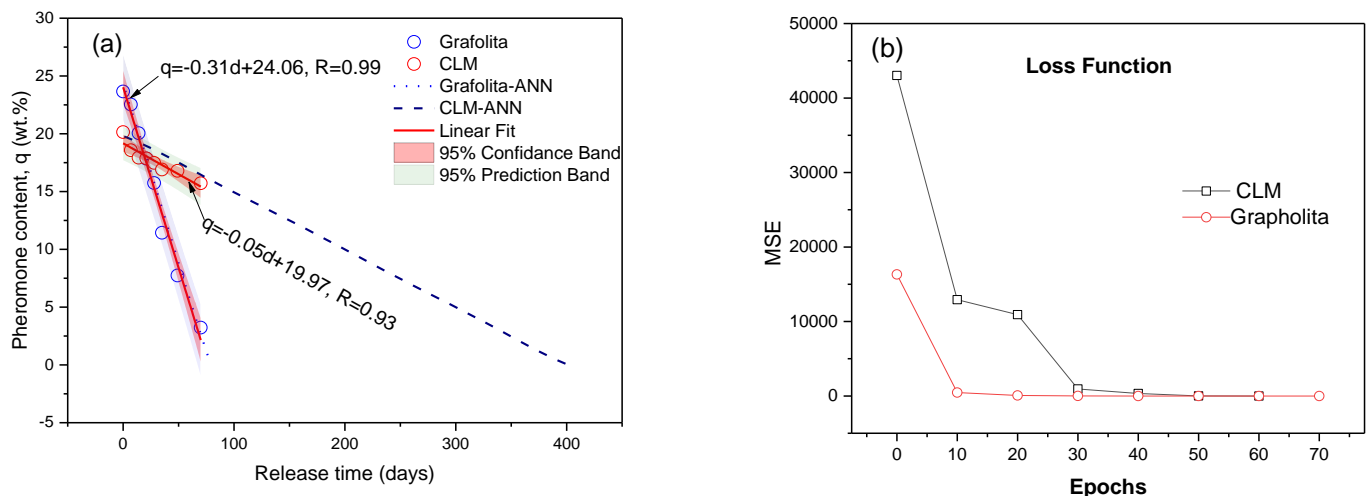 (a)
q=-0.31d+24.06, R=0.99
Grafolita
CLM
Grafolita-ANN
CLM-ANN
Linear Fit
95% Confidance Band
95% Prediction Band
q=-0.05d+19.97, R=0.93
30
25
20
15
10
5
0
-5
Pheromone content, q (wt.%)
0 100 200 300 400
Release time (days)
(b)
Loss Function
CLM
Grapholita
50000
40000
30000
20000
10000
0
MSE
0 10 20 30 40 50 60 70
Epochs